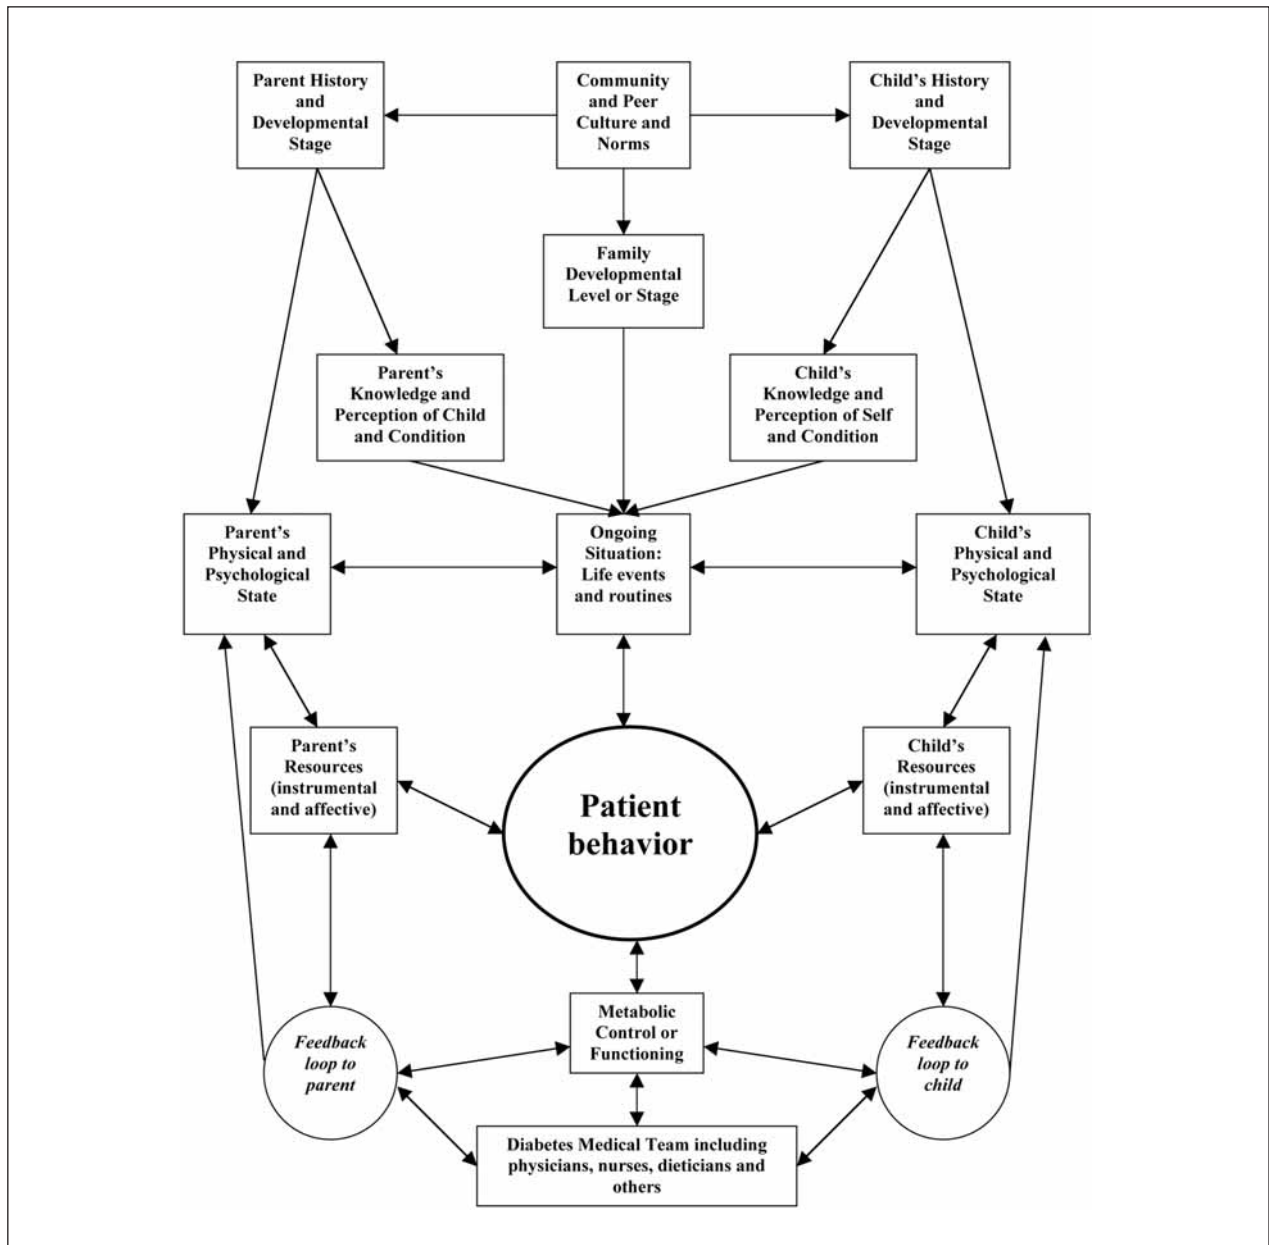 Parent History
and
Developmental
Stage
Community
and Peer
Culture and
Norms
Child’s History
and
Developmental
Stage
Family
Developmental
Level or Stage
Parent’s
Knowledge and
Perception of Child
and Condition
Child’s
Knowledge and
Perception of Self
and Condition
Parent’s
Physical and
Psychological
State
Ongoing
Situation:
Life events
and routines
Child’s
Physical and
Psychological
State
Parent’s
Resources
(instrumental
and affective)
Patient
behavior
Child’s
Resources
(instrumental
and affective)
Feedback
loop to
parent
Metabolic
Control or
Functioning
Feedback
loop to
child
Diabetes Medical Team including
physicians, nurses, dieticians and
others